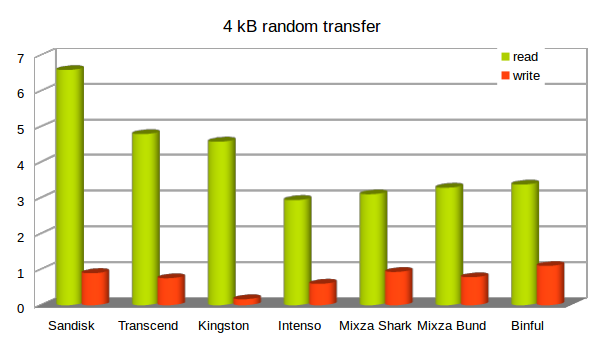 4 kB random transfer
read
write
7
6
5
4
3
2
1
0
Sandisk Transcend Kingston Intenso Mixza Shark Mixza Bund Binful